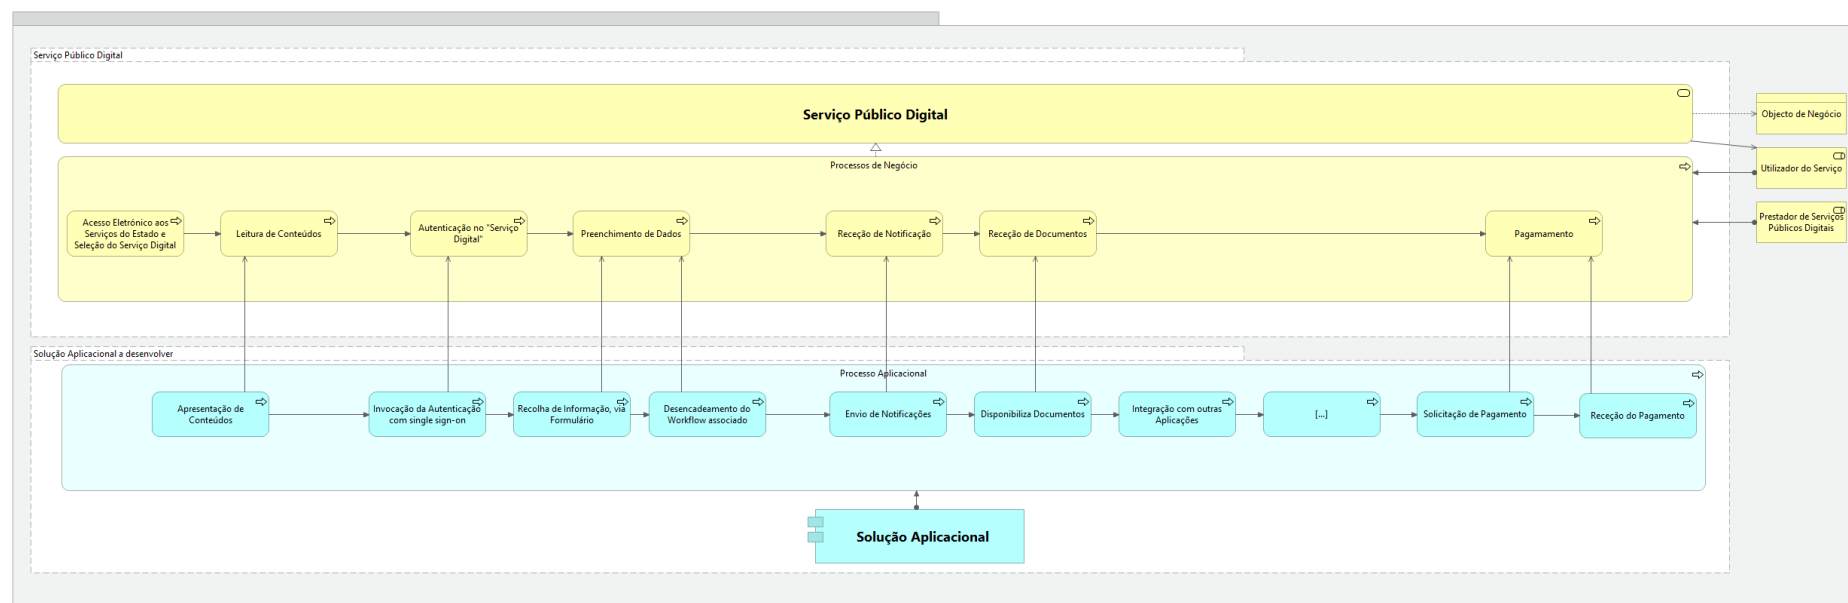 Serviço Público Digital
Serviço Público Digital
Objecto de Negócio
Processos de Negócio
Utilizador do Serviço
Prestador de Serviços
Públicos Digitais
Acesso Eletrónico aos
Serviços do Estado e
Seleção do Serviço Digital
Leitura de Conteúdos
Autenticação no "Serviço
Digital"
Preenchimento de Dados
Receção de Notificação
Receção de Documentos
Pagamamento
Solução Aplicacional a desenvolver
Processo Aplicacional
Apresentação de
Conteúdos
Invocação da Autenticação
com single sign-on
Recolha de Informação, via
Formulário
Desencadeamento do
Workflow associado
Envio de Notificações
Disponibiliza Documentos
Integração com outras
Aplicações
[...]
Solicitação de Pagamento
Receção do Pagamento
Solução Aplicacional